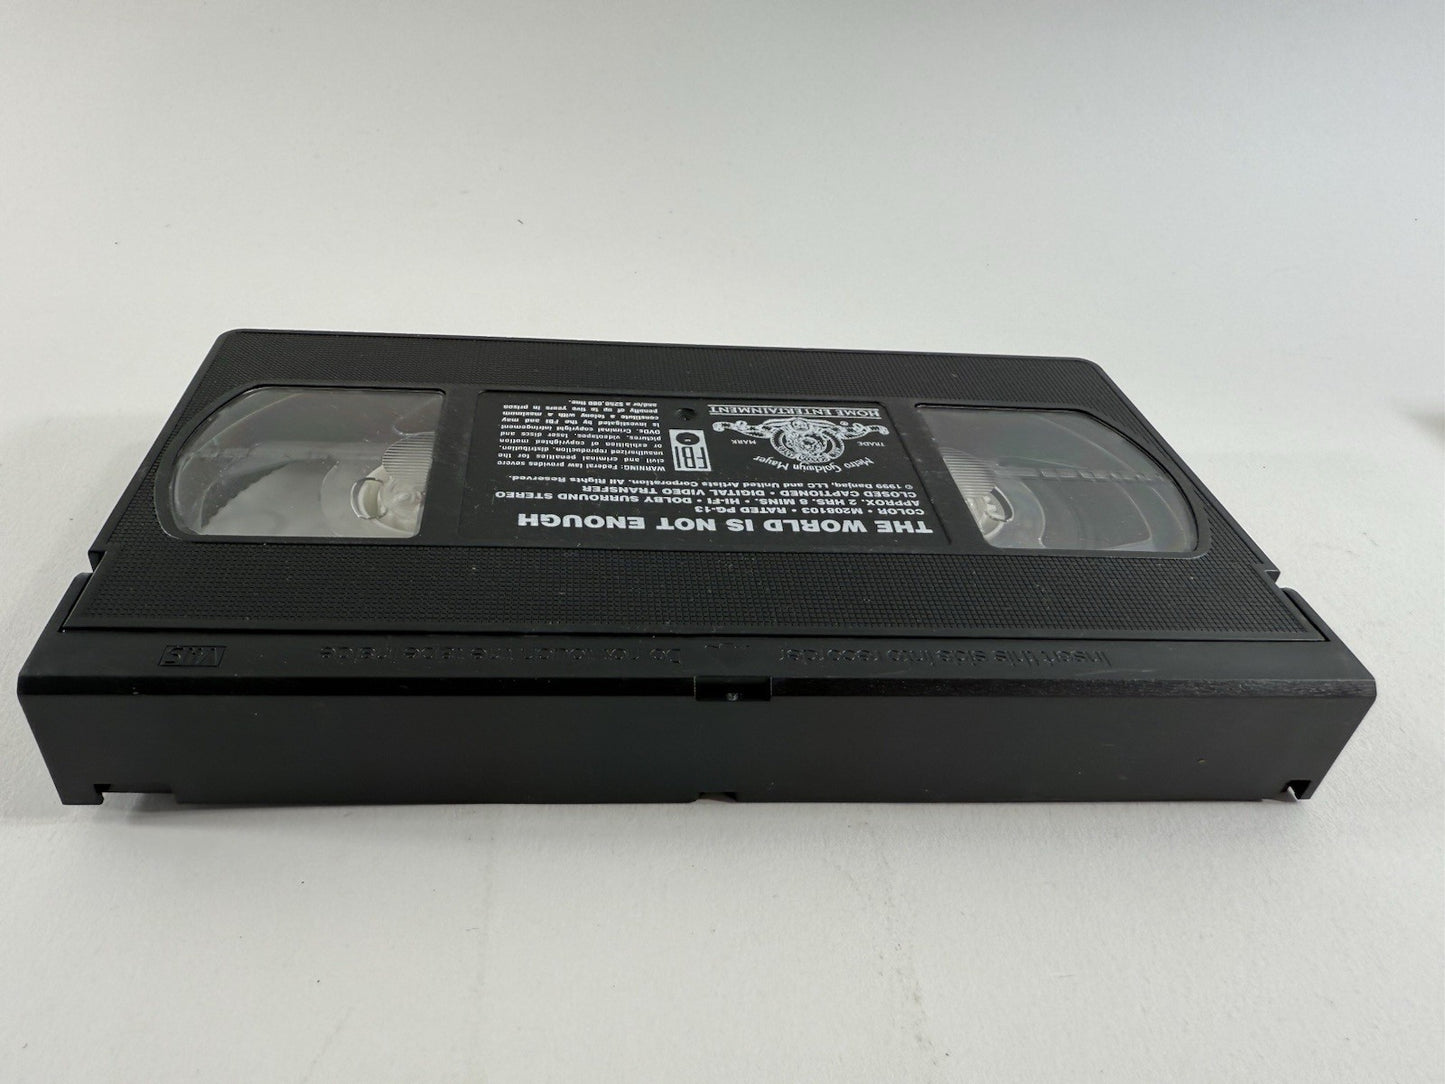 THE WORLD IS NOT ENOUGH
COLOR • M208103 • RATED PG-13
APPROX. 2 HRS. 8 MINS. • HI-FI • DOLBY SURROUND STEREO
CLOSED CAPTIONED • DIGITAL VIDEO TRANSFER
© 1999 Danjaq, LLC and United Artists Corporation. All Rights Reserved.
Metro Goldwyn Mayer
TRADE MARK
®
HOME ENTERTAINMENT
FBI
WARNING: Federal law provides severe
civil and criminal penalties for the
unauthorized reproduction, distribution,
or exhibition of copyrighted motion
pictures, videotapes, laser discs and
DVDs. Criminal copyright infringement
is investigated by the FBI and may
constitute a felony with a maximum
penalty of up to five years in prison
and/or a $250,000 fine.
Insert this side into recorder
Do not touch the tape inside
VHS